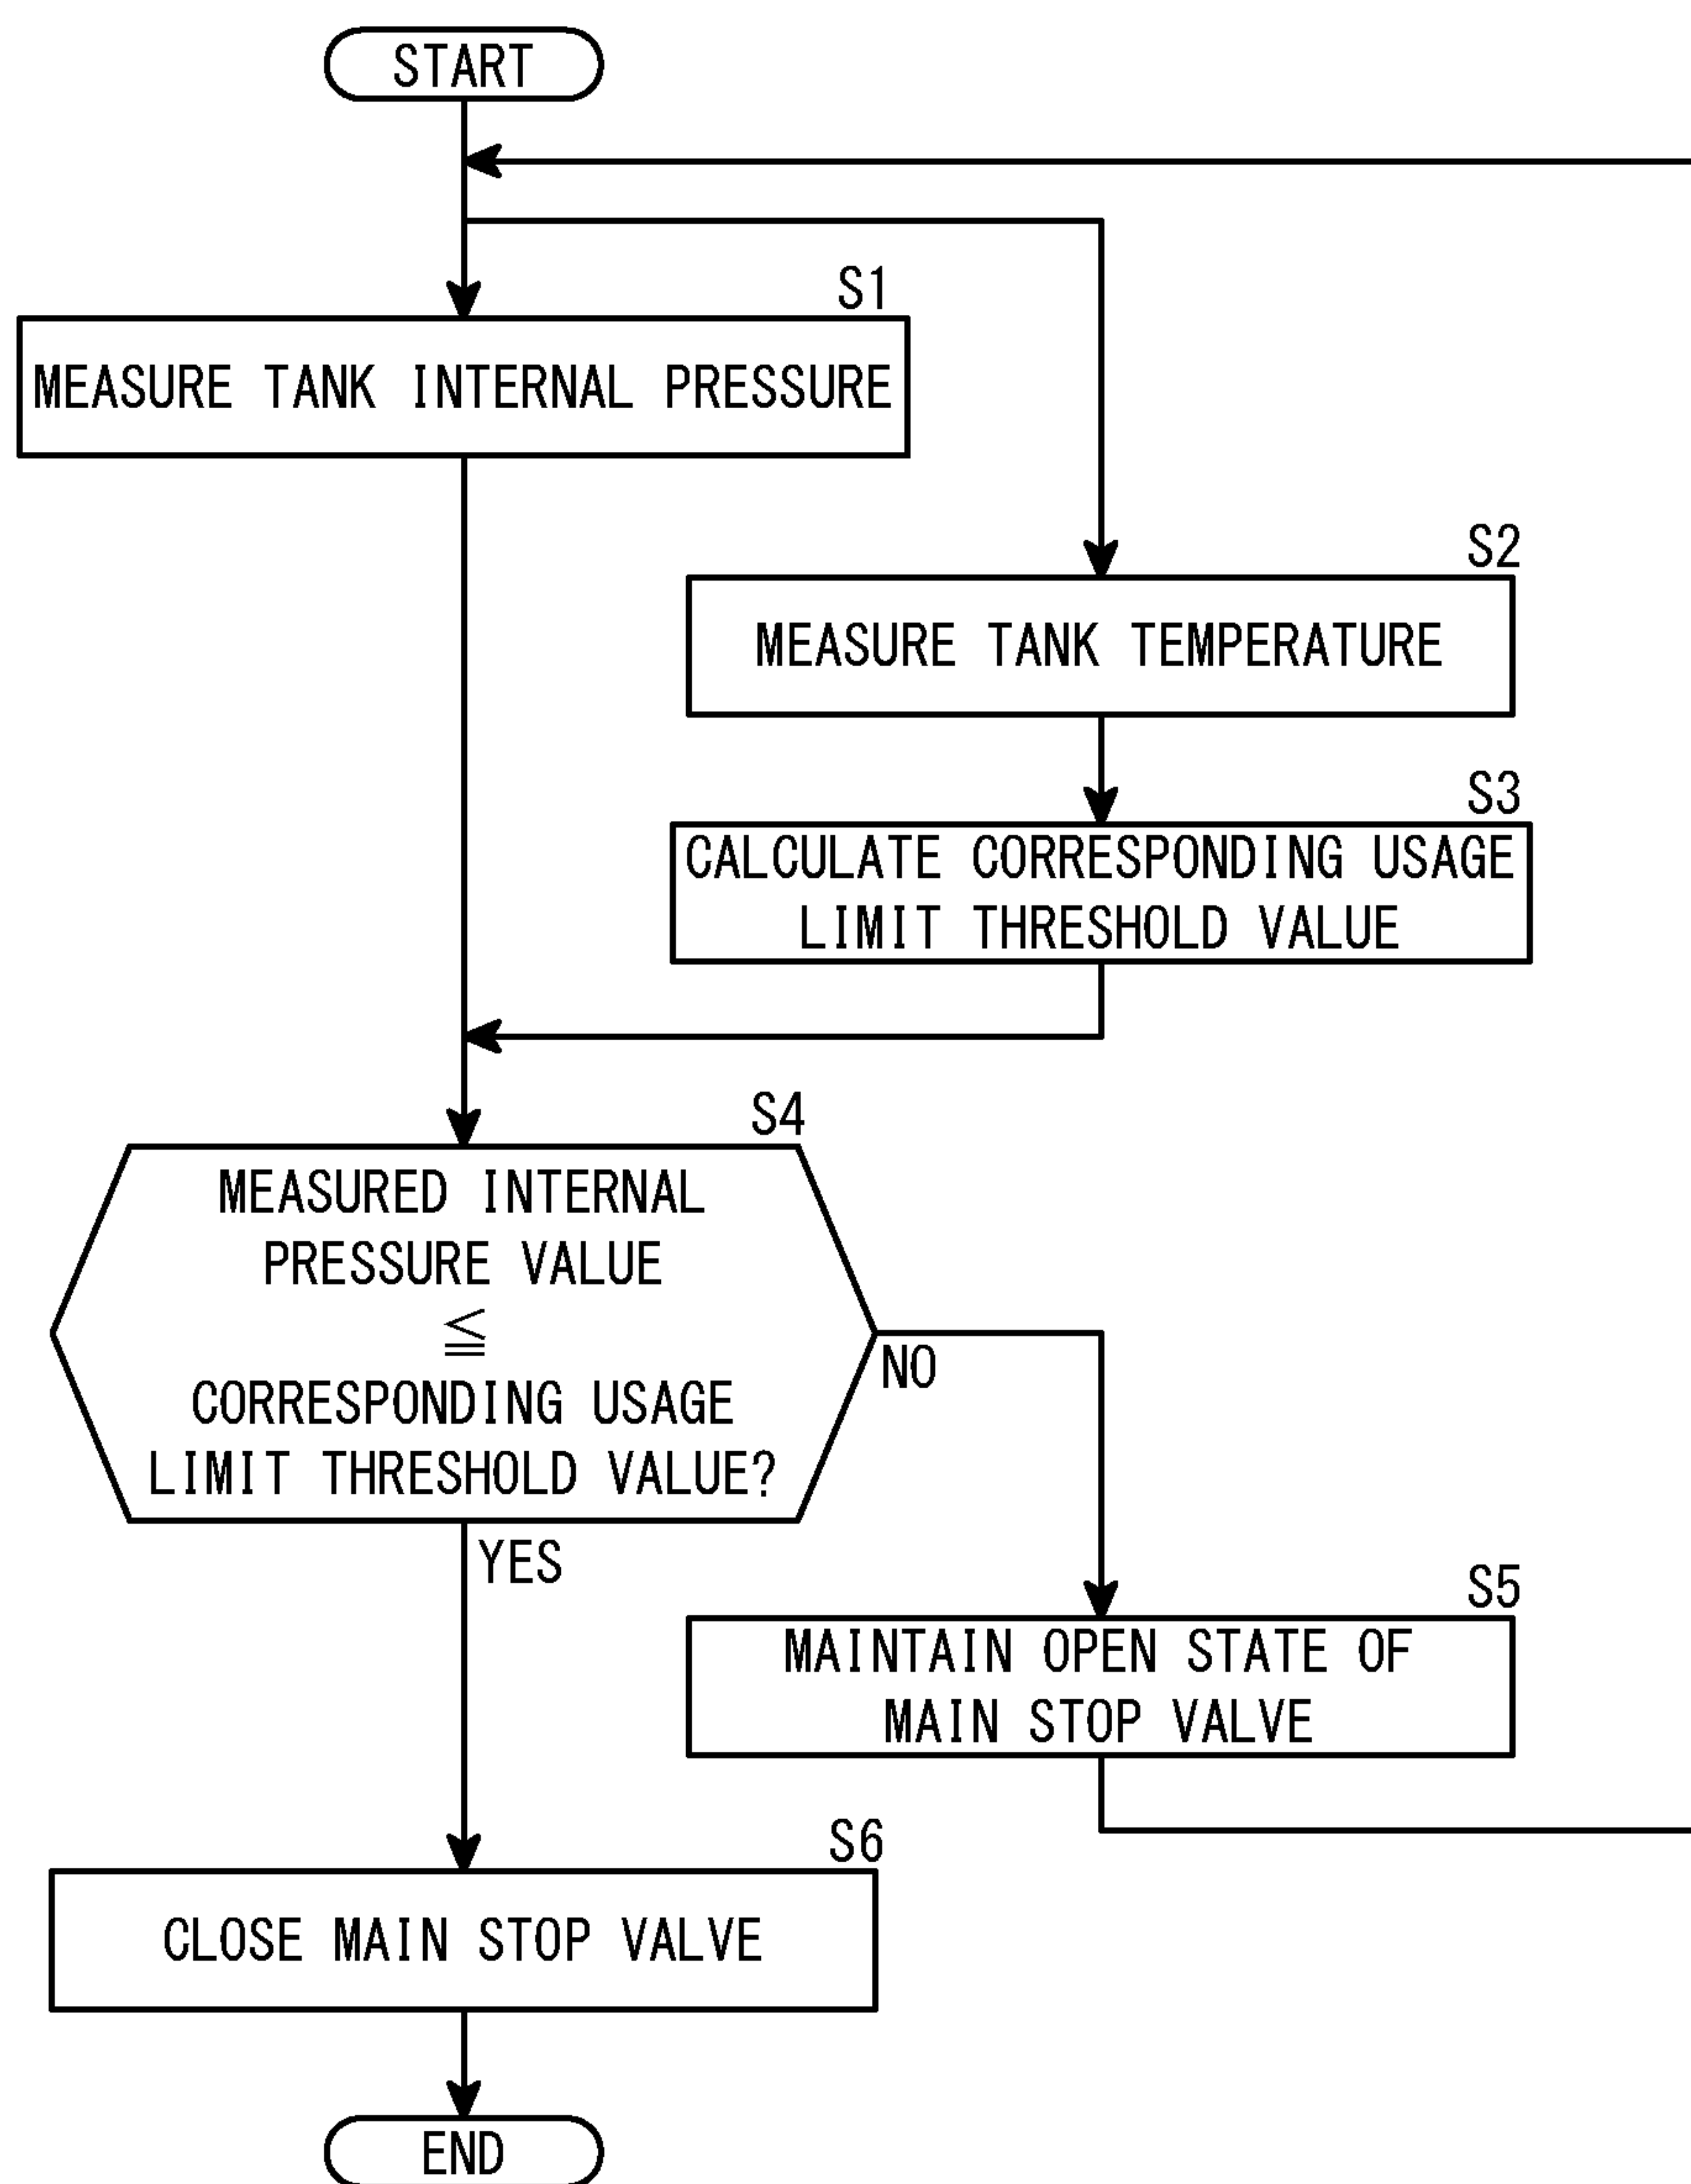 START
S1
MEASURE TANK INTERNAL PRESSURE
S2
MEASURE TANK TEMPERATURE
S3
CALCULATE CORRESPONDING USAGE
LIMIT THRESHOLD VALUE
S4
MEASURED INTERNAL
PRESSURE VALUE
≦
CORRESPONDING USAGE
LIMIT THRESHOLD VALUE?
NO
YES
S5
MAINTAIN OPEN STATE OF
MAIN STOP VALVE
S6
CLOSE MAIN STOP VALVE
END